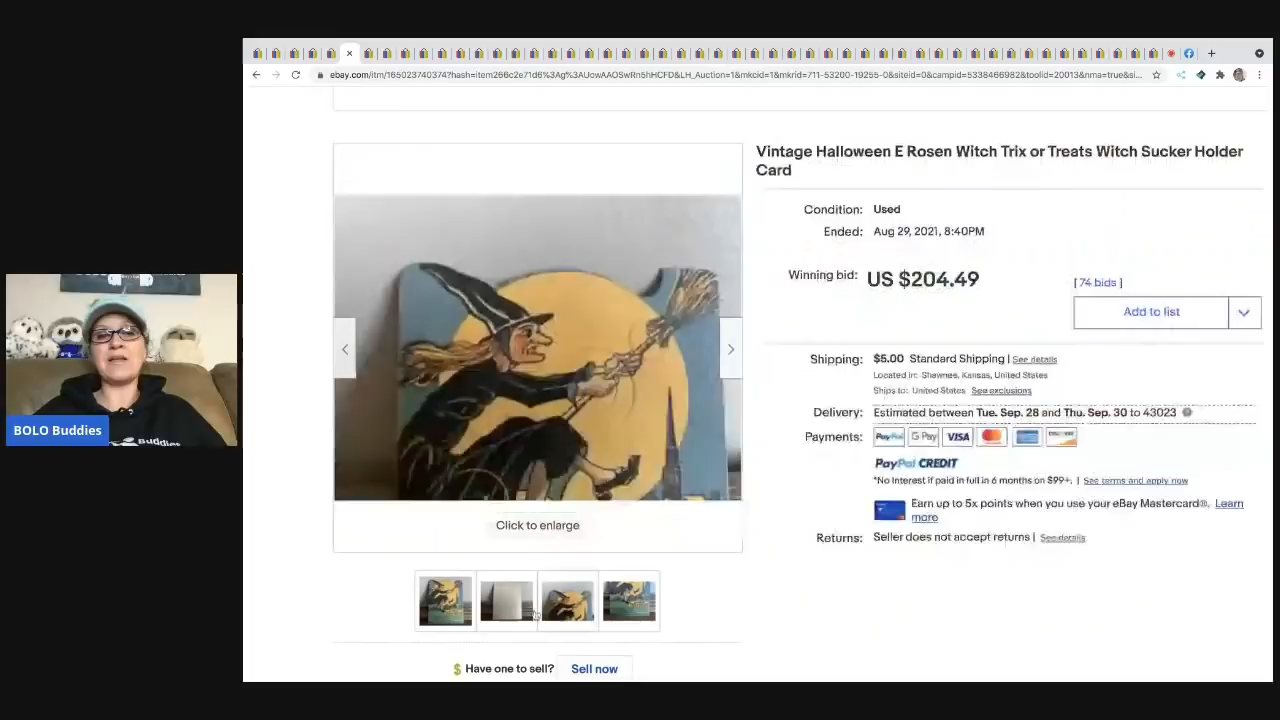 ebay.com/itm/165023740374?hash=item266c2e71d6%3Ag%3AUcwAAOSwRn5hHCFD&LH_Auction=1&mkcid=1&mkrid=711-53200-19255-0&siteid=0&campid=5338466982&toolid=20013&nma=true&si...
Vintage Halloween E Rosen Witch Trix or Treats Witch Sucker Holder
Card
Condition: Used
Ended: Aug 29, 2021, 8:40PM
Winning bid: US $204.49 [ 74 bids ]
Add to list
Shipping: $5.00 Standard Shipping | See details
Located in: Shawnee, Kansas, United States
Ships to: United States See exclusions
Delivery: Estimated between Tue. Sep. 28 and Thu. Sep. 30 to 43023
Payments: PayPal G Pay VISA
PayPal CREDIT
*No Interest if paid in full in 6 months on $99+. | See terms and apply now
Earn up to 5x points when you use your eBay Mastercard®. Learn
more
Returns: Seller does not accept returns | See details
Click to enlarge
Have one to sell? Sell now
BOLO Buddies
Buddies